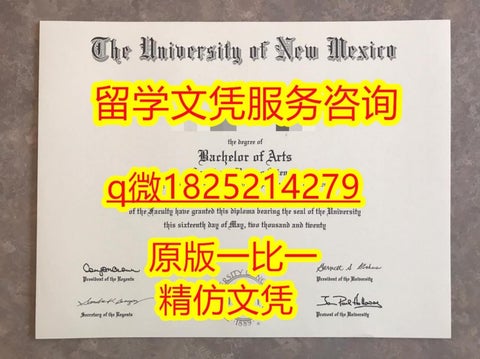 The University of New Mexico
留学文凭服务咨询
the degree of
Bachelor of Arts
q微1825214279
of the Faculty have granted this diploma bearing the seal of the University
this sixteenth day of May, two thousand and twenty
原版一比一
President of the Regents
President of the University
精仿文凭
Secretary of the Regents
1889
Provost of the University